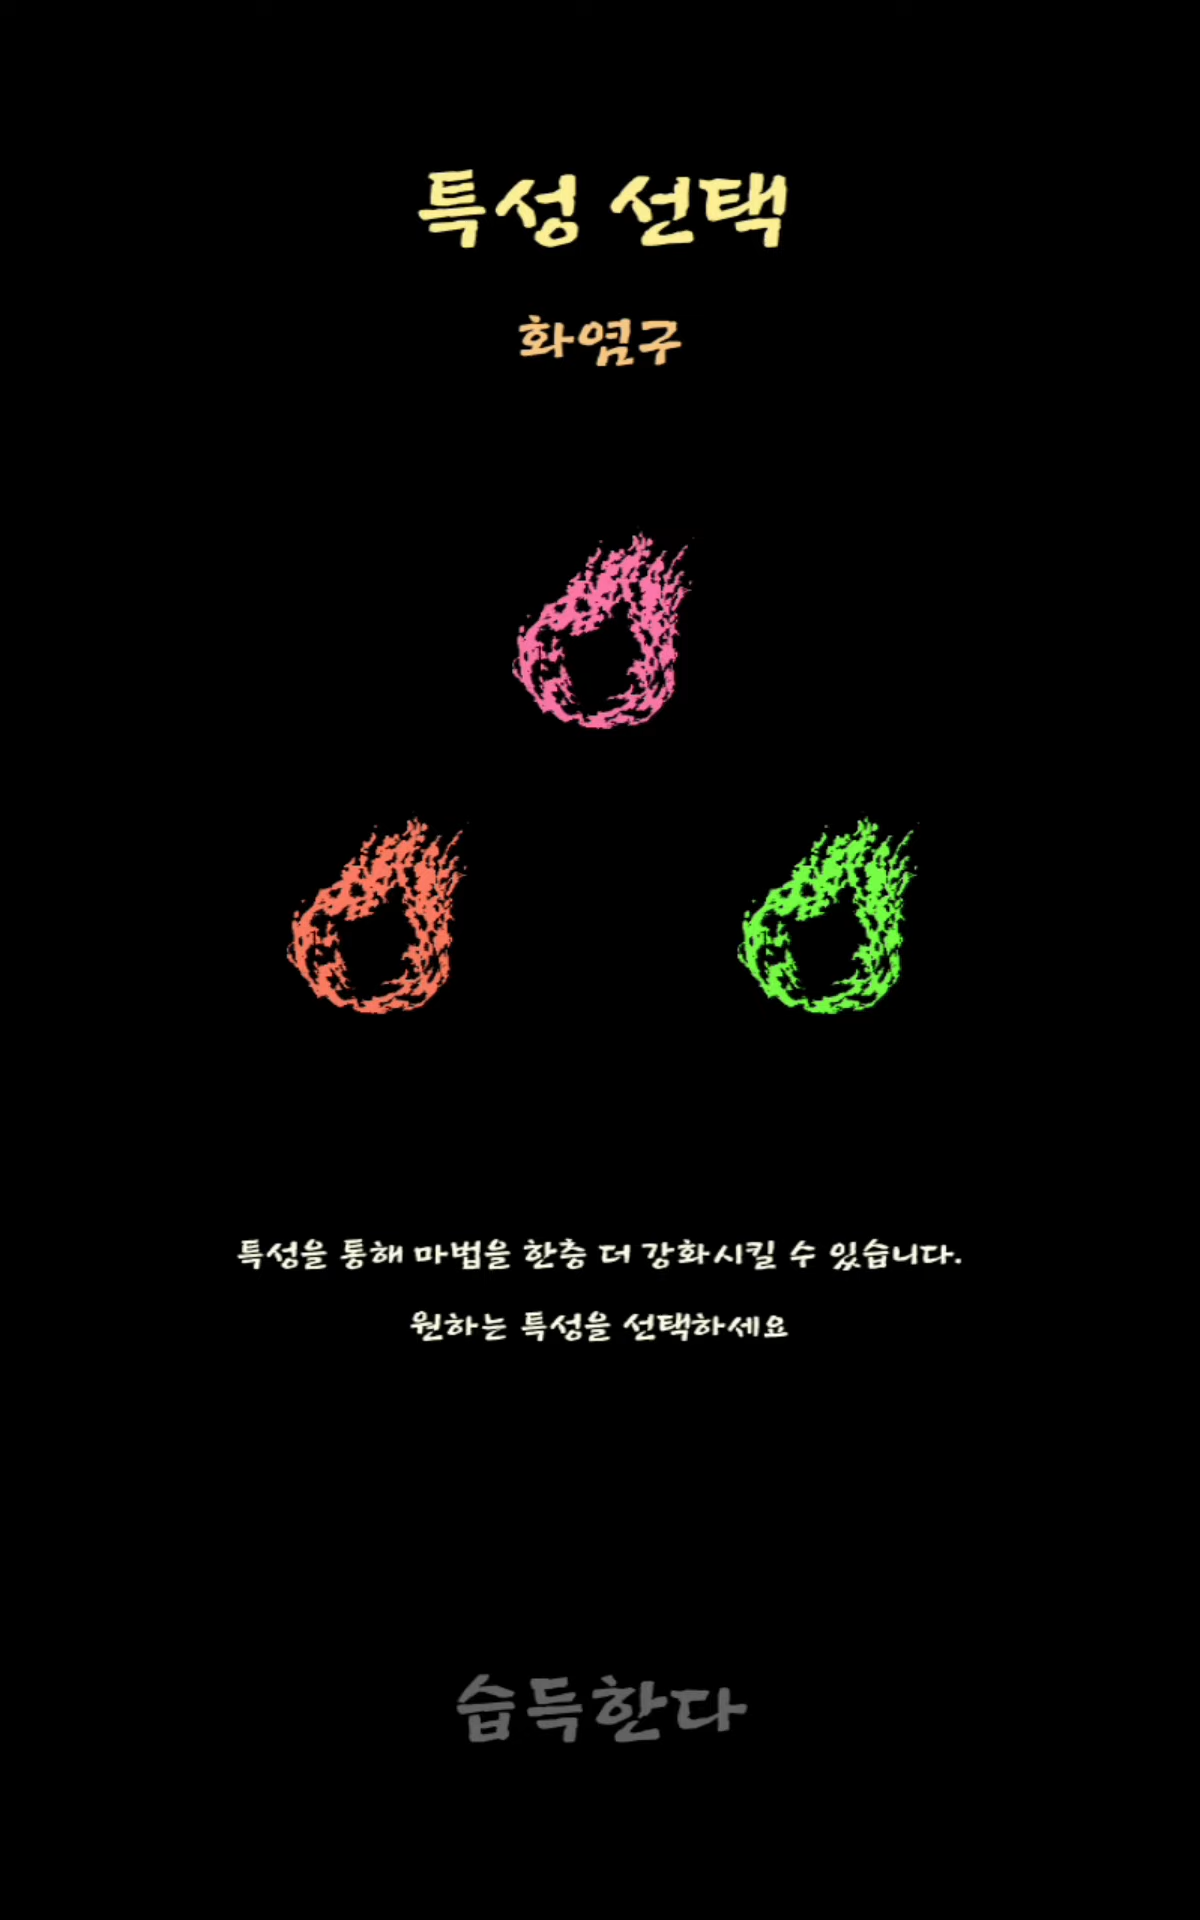 특성 선택
화염구
특성을 통해 마법을 한층 더 강화시킬 수 있습니다.
원하는 특성을 선택하세요
습득한다